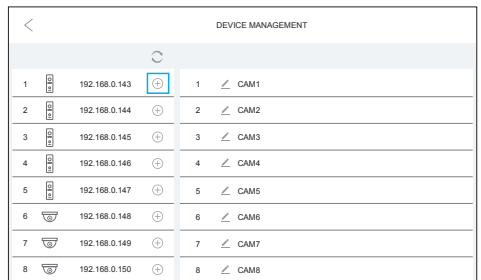 DEVICE MANAGEMENT
1 192.168.0.143 1 CAM1
2 192.168.0.144 2 CAM2
3 192.168.0.145 3 CAM3
4 192.168.0.146 4 CAM4
5 192.168.0.147 5 CAM5
6 192.168.0.148 6 CAM6
7 192.168.0.149 7 CAM7
8 192.168.0.150 8 CAM8